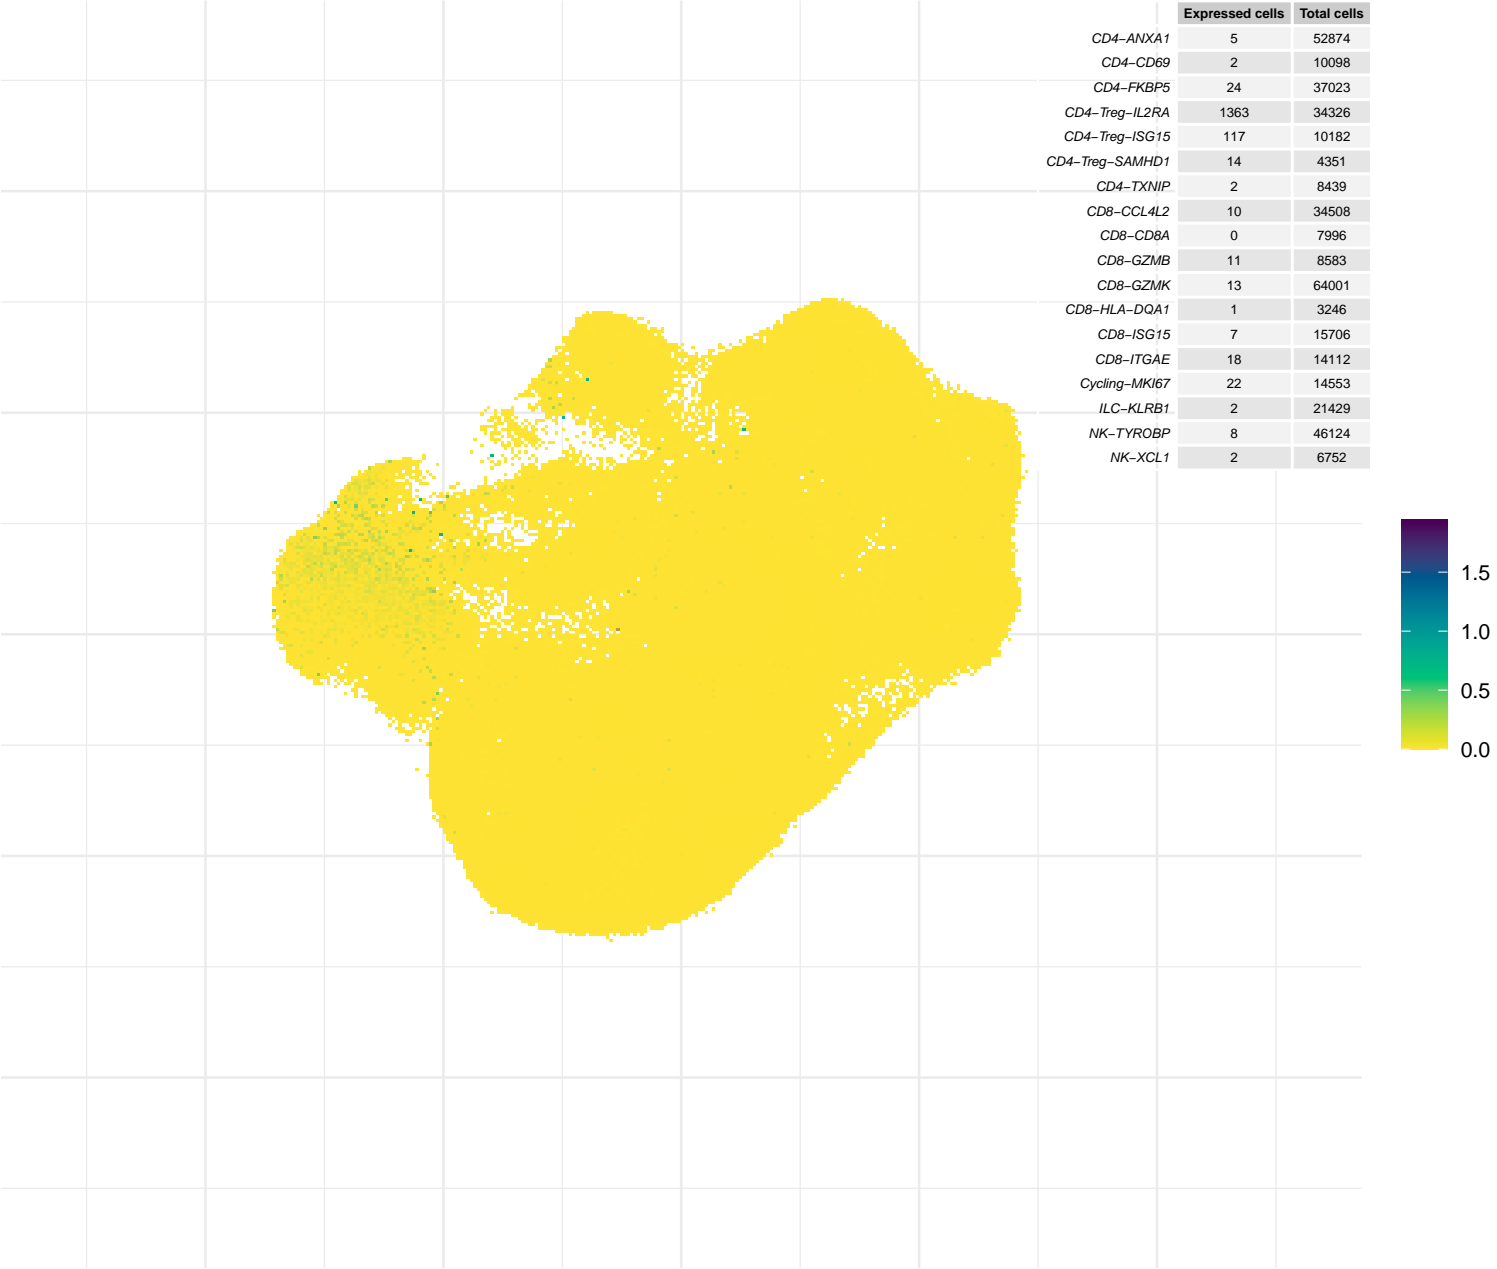 Expressed cells Total cells
CD4−ANXA1 5 52874
CD4−CD69 2 10098
CD4−FKBP5 24 37023
CD4−Treg−IL2RA 1363 34326
CD4−Treg−ISG15 117 10182
CD4−Treg−SAMHD1 14 4351
CD4−TXNIP 2 8439
CD8−CCL4L2 10 34508
CD8−CD8A 0 7996
CD8−GZMB 11 8583
CD8−GZMK 13 64001
CD8−HLA−DQA1 1 3246
CD8−ISG15 7 15706
CD8−ITGAE 18 14112
Cycling−MKI67 22 14553
ILC−KLRB1 2 21429
NK−TYROBP 8 46124
NK−XCL1 2 6752
1.5
1.0
0.5
0.0